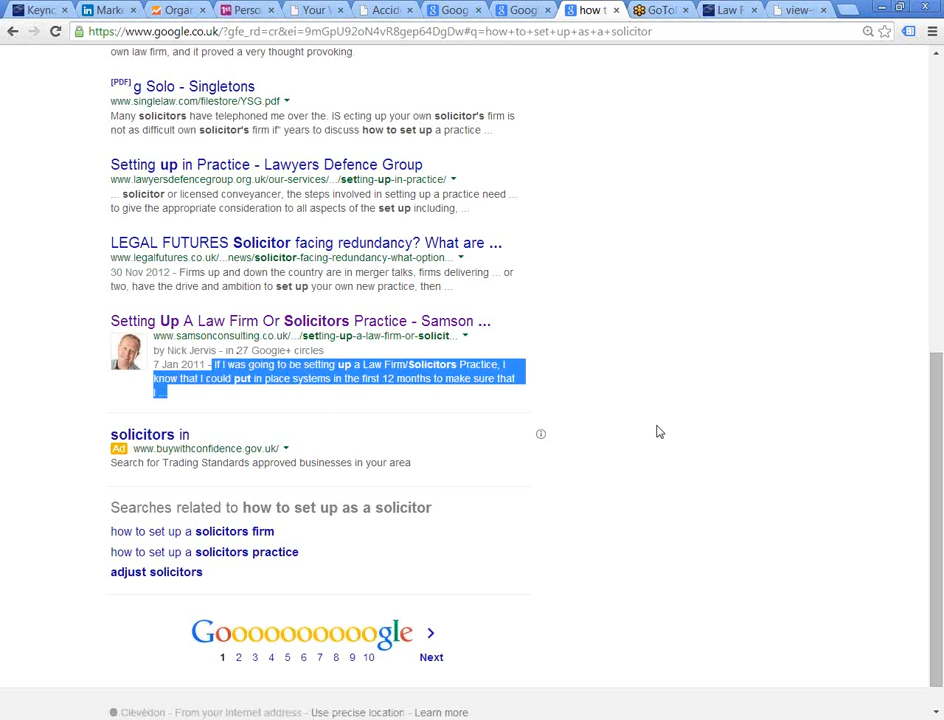 Keync
Marke
Organ
Perso
Your V
Accid
Goog
Goog
how t
GoToI
Law F
view-
https://www.google.co.uk/?gfe_rd=cr&ei=9mGpU92oN4vR8gep64DgDw#q=how+to+set+up+as+a+solicitor
own law firm, and it proved a very thought provoking.
[PDF] g Solo - Singletons
www.singlelaw.com/filestore/YSG.pdf
Many solicitors have telephoned me over the. IS ecting up your own solicitor's firm is
not as difficult own solicitor's firm if" years to discuss how to set up a practice ...
Setting up in Practice - Lawyers Defence Group
www.lawyersdefencegroup.org.uk/our-services/.../setting-up-in-practice/
... solicitor or licensed conveyancer, the steps involved in setting up a practice need ...
to give the appropriate consideration to all aspects of the set up including, ...
LEGAL FUTURES Solicitor facing redundancy? What are ...
www.legalfutures.co.uk/...news/solicitor-facing-redundancy-what-option...
30 Nov 2012 - Firms up and down the country are in merger talks, firms delivering ... or
two, have the drive and ambition to set up your own new practice, then ...
Setting Up A Law Firm Or Solicitors Practice - Samson ...
www.samsonconsulting.co.uk/.../setting-up-a-law-firm-or-solicit...
by Nick Jervis - in 27 Google+ circles
7 Jan 2011 - If I was going to be setting up a Law Firm/Solicitors Practice, I
know that I could put in place systems in the first 12 months to make sure that
I ...
solicitors in
Ad www.buywithconfidence.gov.uk/
Search for Trading Standards approved businesses in your area
Searches related to how to set up as a solicitor
how to set up a solicitors firm
how to set up a solicitors practice
adjust solicitors
Goooooooooogle
1 2 3 4 5 6 7 8 9 10 Next
Clevedon - From your Internet address - Use precise location - Learn more